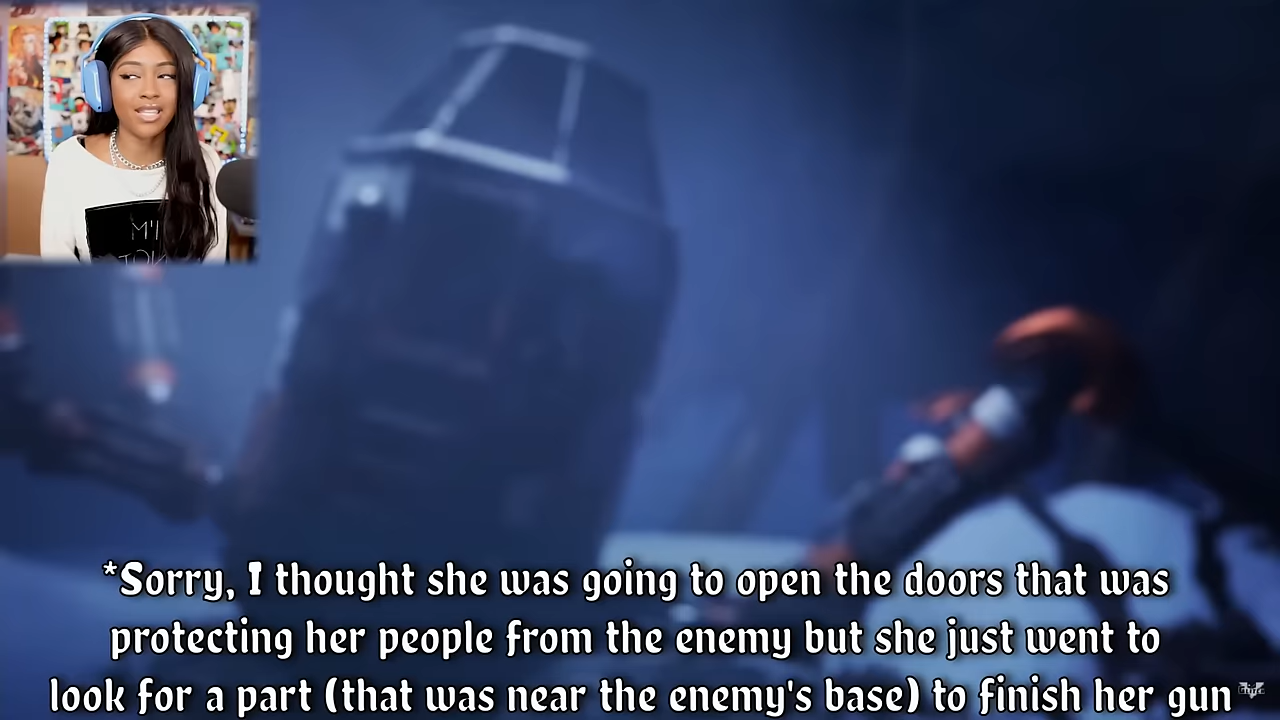 M'I
*Sorry, I thought she was going to open the doors that was
protecting her people from the enemy but she just went to
look for a part (that was near the enemy's base) to finish her gun